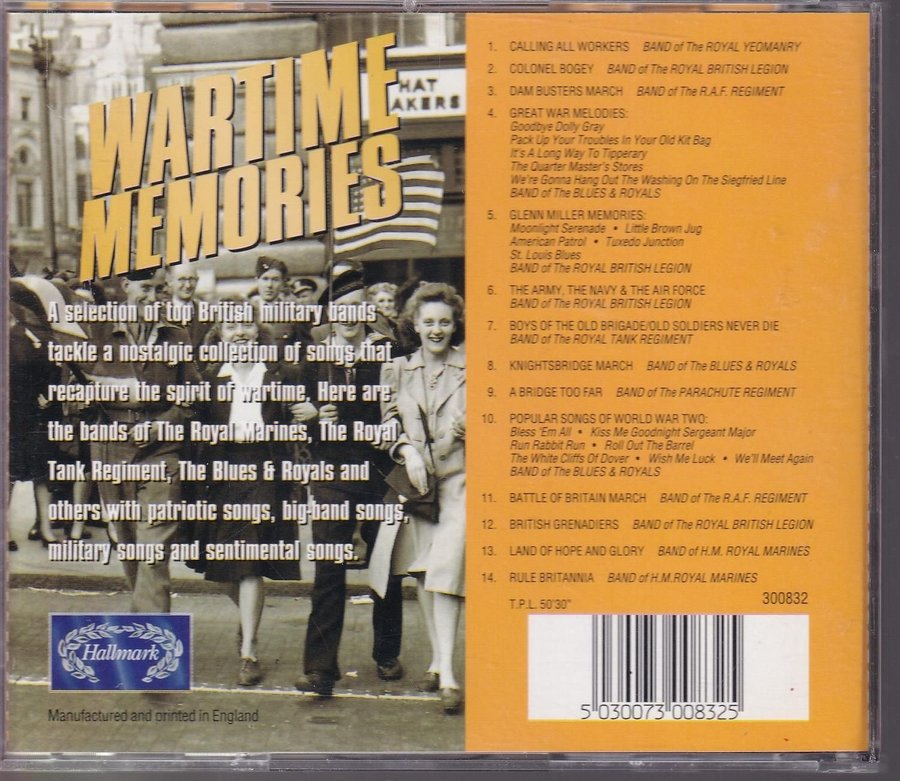 WARTIME
MEMORIES
HAT
AKERS
A selection of top British military bands
tackle a nostalgic collection of songs that
recapture the spirit of wartime. Here are
the bands of The Royal Marines, The Royal
Tank Regiment, The Blues & Royals and
others with patriotic songs, big-band songs,
military songs and sentimental songs.
Hallmark
Manufactured and printed in England
1. CALLING ALL WORKERS BAND of The ROYAL YEOMANRY
2. COLONEL BOGEY BAND of The ROYAL BRITISH LEGION
3. DAM BUSTERS MARCH BAND of The R.A.F. REGIMENT
4. GREAT WAR MELODIES:
Goodbye Dolly Gray
Pack Up Your Troubles In Your Old Kit Bag
It's A Long Way To Tipperary
The Quarter Master's Stores
We're Gonna Hang Out The Washing On The Siegfried Line
BAND of The BLUES & ROYALS
5. GLENN MILLER MEMORIES:
Moonlight Serenade • Little Brown Jug
American Patrol • Tuxedo Junction
St. Louis Blues
BAND of The ROYAL BRITISH LEGION
6. THE ARMY, THE NAVY & THE AIR FORCE
BAND of The ROYAL BRITISH LEGION
7. BOYS OF THE OLD BRIGADE/OLD SOLDIERS NEVER DIE
BAND of The ROYAL TANK REGIMENT
8. KNIGHTSBRIDGE MARCH BAND of The BLUES & ROYALS
9. A BRIDGE TOO FAR BAND of The PARACHUTE REGIMENT
10. POPULAR SONGS OF WORLD WAR TWO:
Bless 'Em All • Kiss Me Goodnight Sergeant Major
Run Rabbit Run • Roll Out The Barrel
The White Cliffs Of Dover • Wish Me Luck • We'll Meet Again
BAND of The BLUES & ROYALS
11. BATTLE OF BRITAIN MARCH BAND of The R.A.F. REGIMENT
12. BRITISH GRENADIERS BAND of The ROYAL BRITISH LEGION
13. LAND OF HOPE AND GLORY BAND of H.M. ROYAL MARINES
14. RULE BRITANNIA BAND of H.M.ROYAL MARINES
T.P.L. 50'30"
300832
5 030073 008325